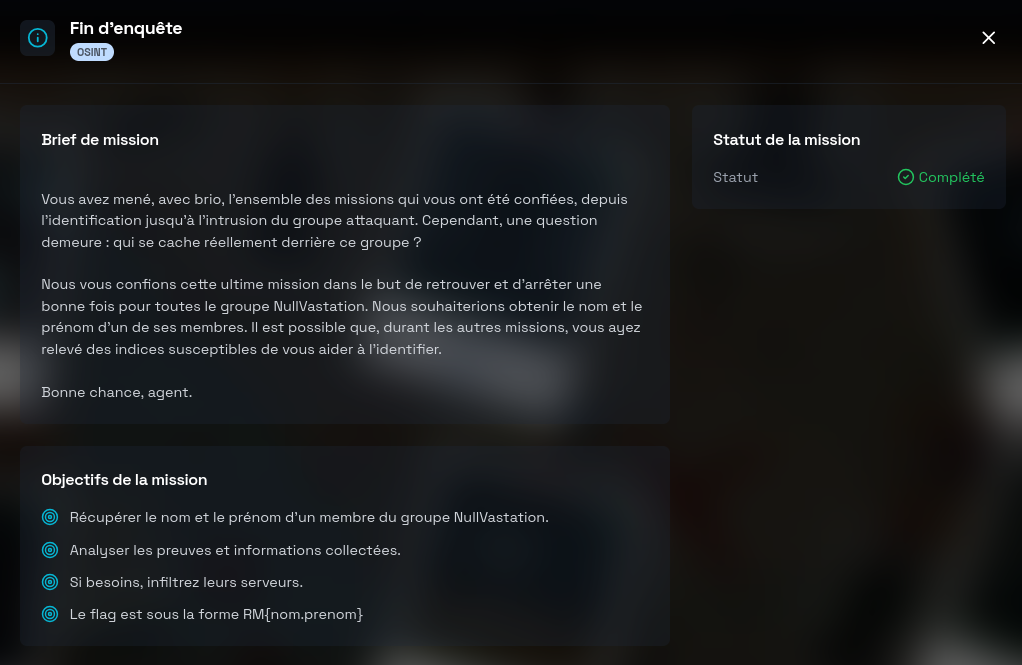 Fin d'enquête
OSINT
Brief de mission
Vous avez mené, avec brio, l'ensemble des missions qui vous ont été confiées, depuis
l'identification jusqu'à l'intrusion du groupe attaquant. Cependant, une question
demeure : qui se cache réellement derrière ce groupe ?
Nous vous confions cette ultime mission dans le but de retrouver et d'arrêter une
bonne fois pour toutes le groupe NullVastation. Nous souhaiterions obtenir le nom et le
prénom d'un de ses membres. Il est possible que, durant les autres missions, vous ayez
relevé des indices susceptibles de vous aider à l'identifier.
Bonne chance, agent.
Statut de la mission
Statut
Complété
Objectifs de la mission
Récupérer le nom et le prénom d'un membre du groupe NullVastation.
Analyser les preuves et informations collectées.
Si besoins, infiltrez leurs serveurs.
Le flag est sous la forme RM{nom.prenom}